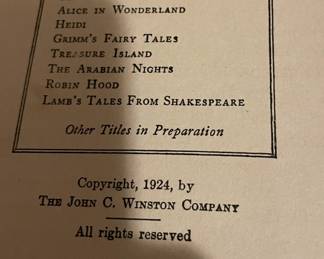 ALICE IN WONDERLAND
HEIDI
GRIMM'S FAIRY TALES
TREASURE ISLAND
THE ARABIAN NIGHTS
ROBIN HOOD
LAMB'S TALES FROM SHAKESPEARE
Other Titles in Preparation
Copyright, 1924, by
THE JOHN C. WINSTON COMPANY
All rights reserved